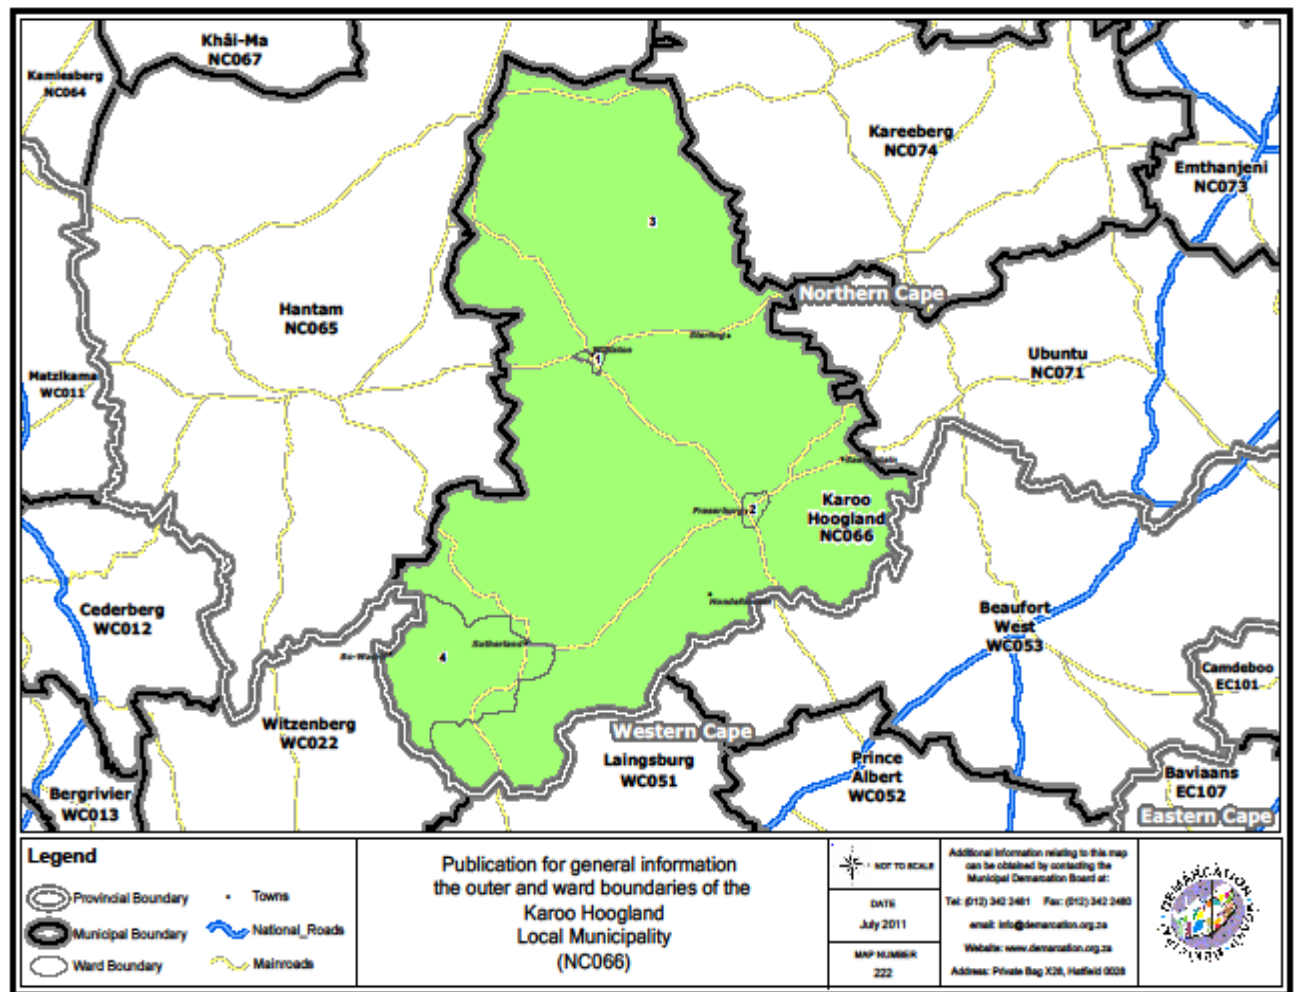 Khâi-Ma
NC067
Kamiesberg
NC064
Kareeberg
NC074
Emthanjeni
NC073
3
Northern Cape
Hantam
NC065
Sterling
1
Ubuntu
NC071
Matzikama
WC011
Karoo
Hoogland
NC066
2
Fraserburg
Cederberg
WC012
Beaufort
West
WC053
Sutherland
4
Camdeboo
EC101
Witzenberg
WC022
Western Cape
Laingsburg
WC051
Prince
Albert
WC052
Baviaans
EC107
Eastern Cape
Bergrivier
WC013
Legend
Provincial Boundary
Municipal Boundary
Ward Boundary
Towns
National_Roads
Mainroads
Publication for general information
the outer and ward boundaries of the
Karoo Hoogland
Local Municipality
(NC066)
NOT TO SCALE
DATE
July 2011
MAP NUMBER
222
Additional information relating to this map
can be obtained by contacting the
Municipal Demarcation Board at:
Tel: (012) 342 2481 Fax: (012) 342 2480
email: info@demarcation.org.za
Website: www.demarcation.org.za
Address: Private Bag X28, Hatfield 0028
DEMARCATION BOARD
MUNICIPAL